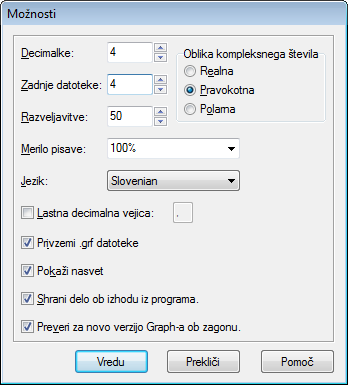 Možnosti
Decimalke: 4
Zadnje datoteke: 4
Razveljavitve: 50
Oblika kompleksnega števila
Realna
Pravokotna
Polarna
Merilo pisave: 100%
Jezik: Slovenian
Lastna decimalna vejica: ,
Privzemi .grf datoteke
Pokaži nasvet
Shrani delo ob izhodu iz programa.
Preveri za novo verzijo Graph-a ob zagonu.
Vredu Prekliči Pomoč